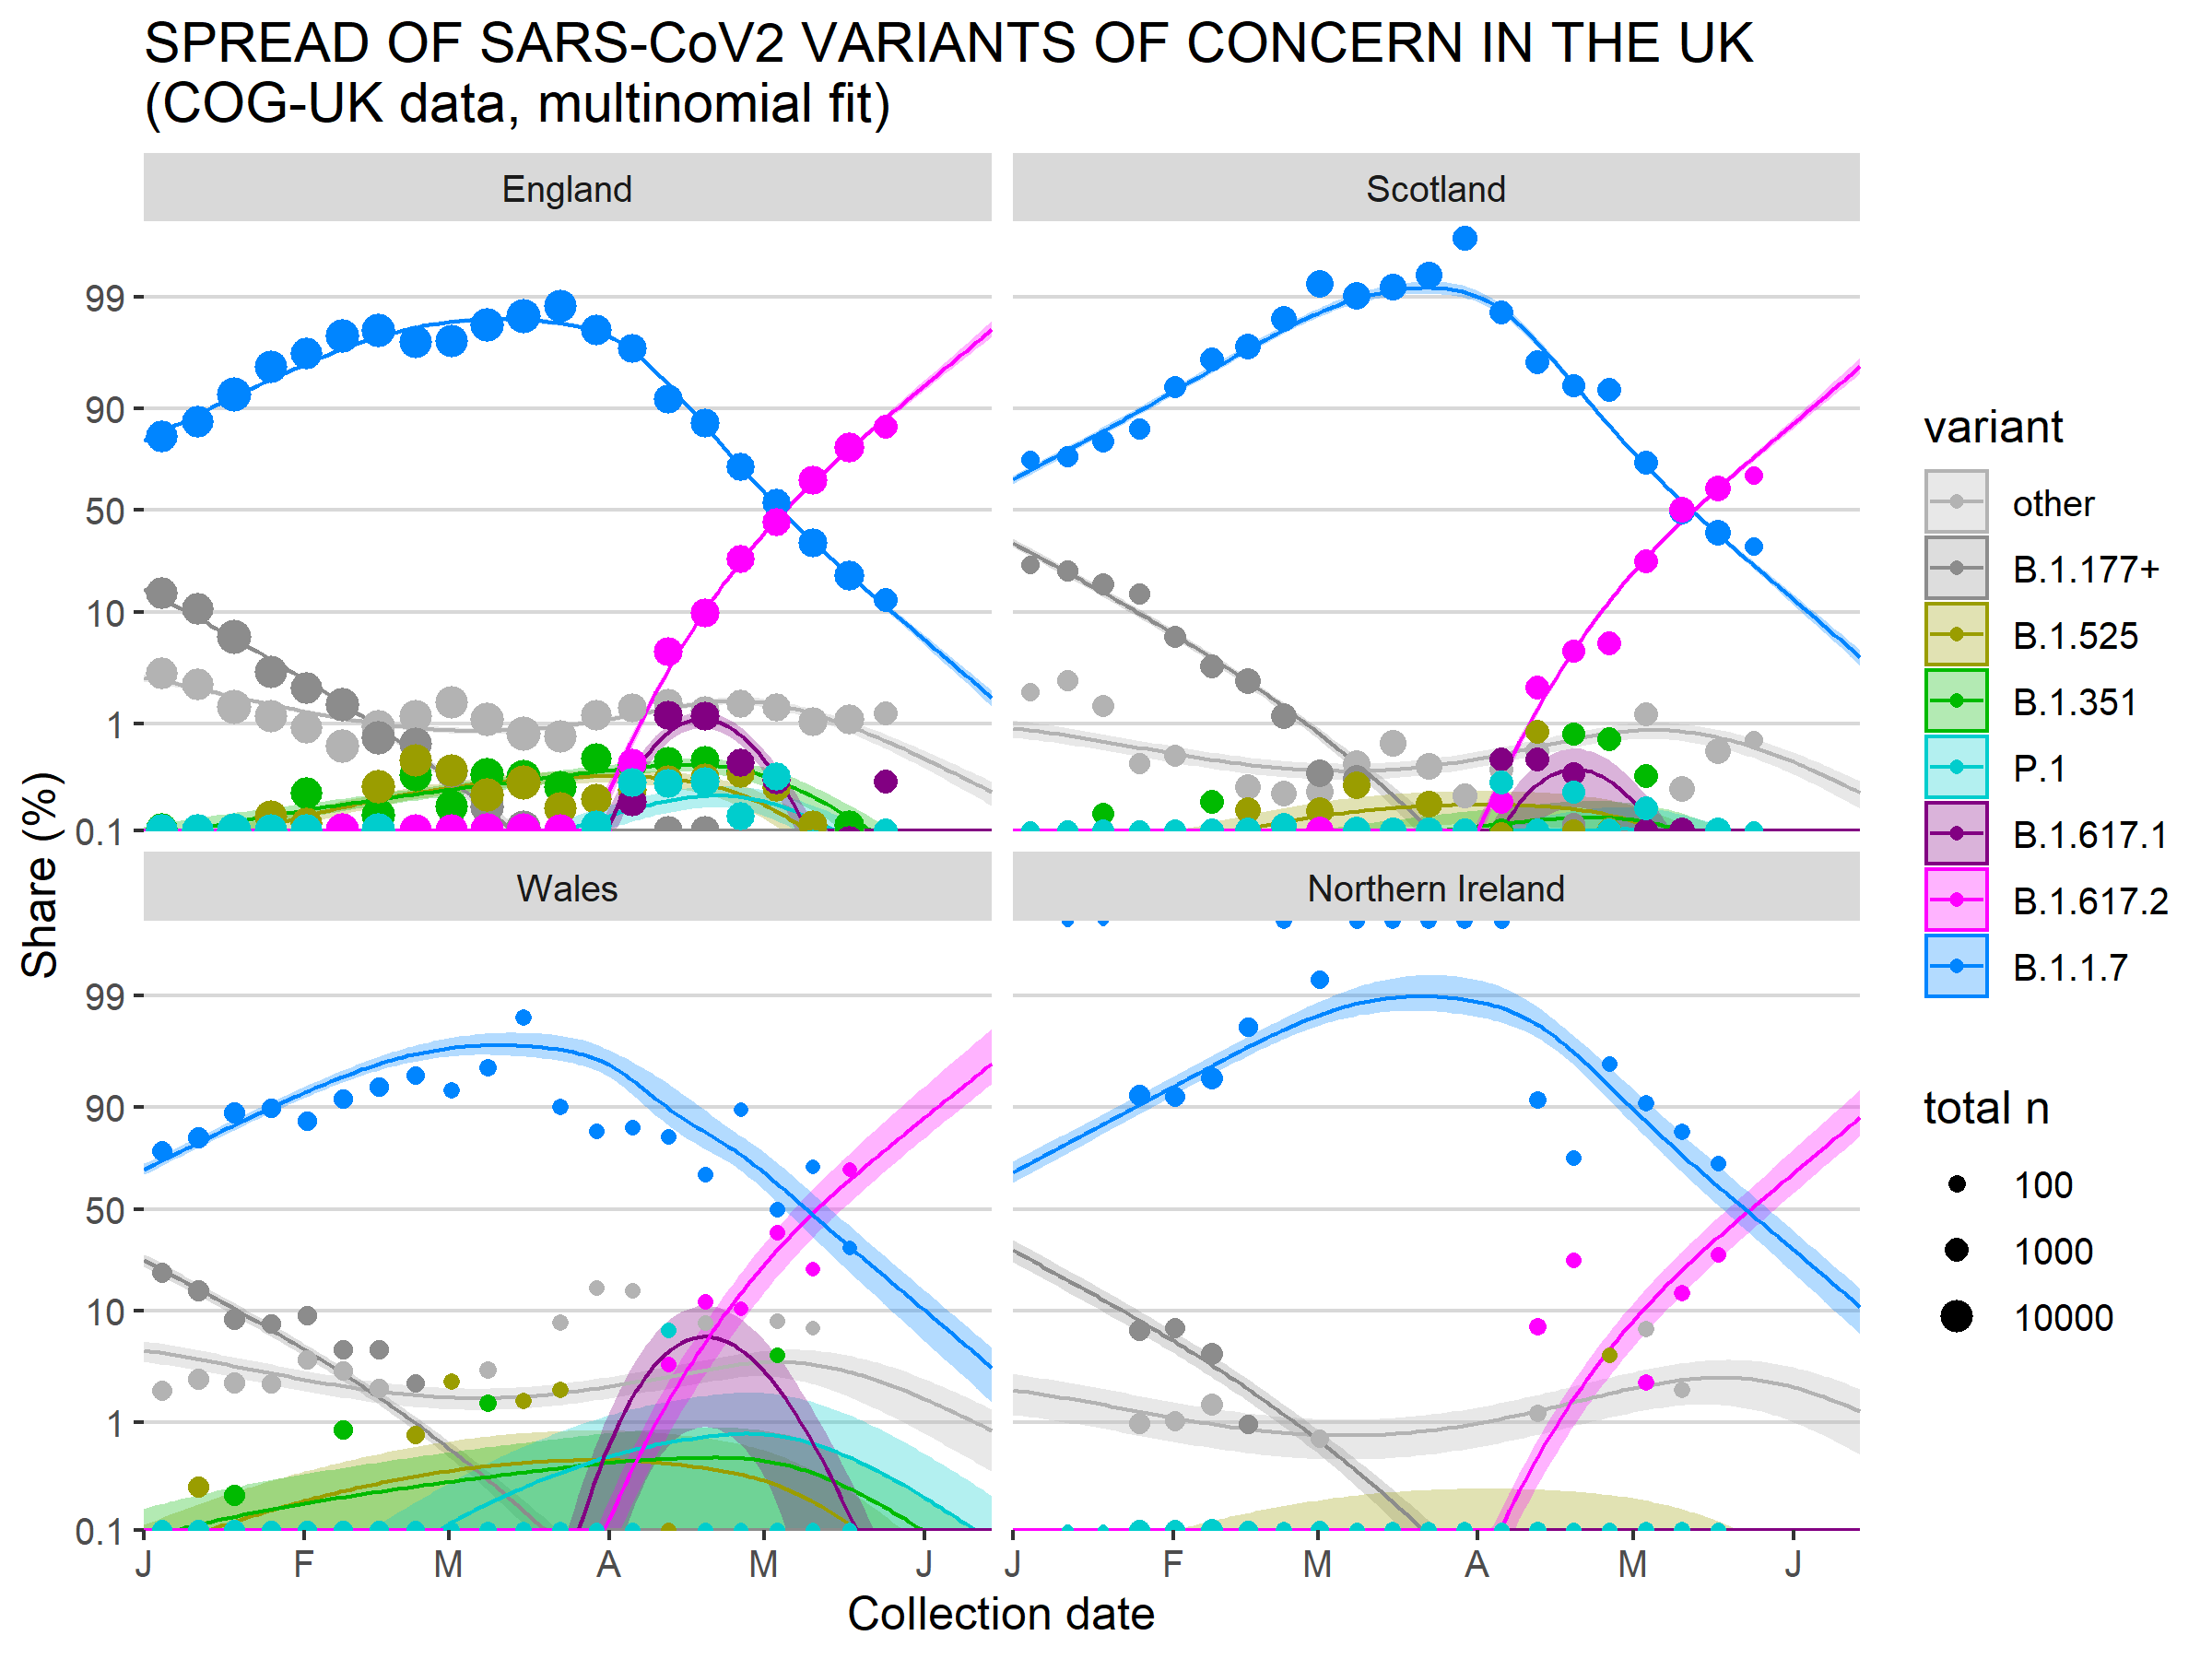 SPREAD OF SARS-CoV2 VARIANTS OF CONCERN IN THE UK
(COG-UK data, multinomial fit)
England
Scotland
99
90
50
10
1
0.1
Wales
Northern Ireland
99
90
50
10
1
0.1
J F M A M J
J F M A M J
Collection date
Share (%)
variant
other
B.1.177+
B.1.525
B.1.351
P.1
B.1.617.1
B.1.617.2
B.1.1.7
total n
100
1000
10000